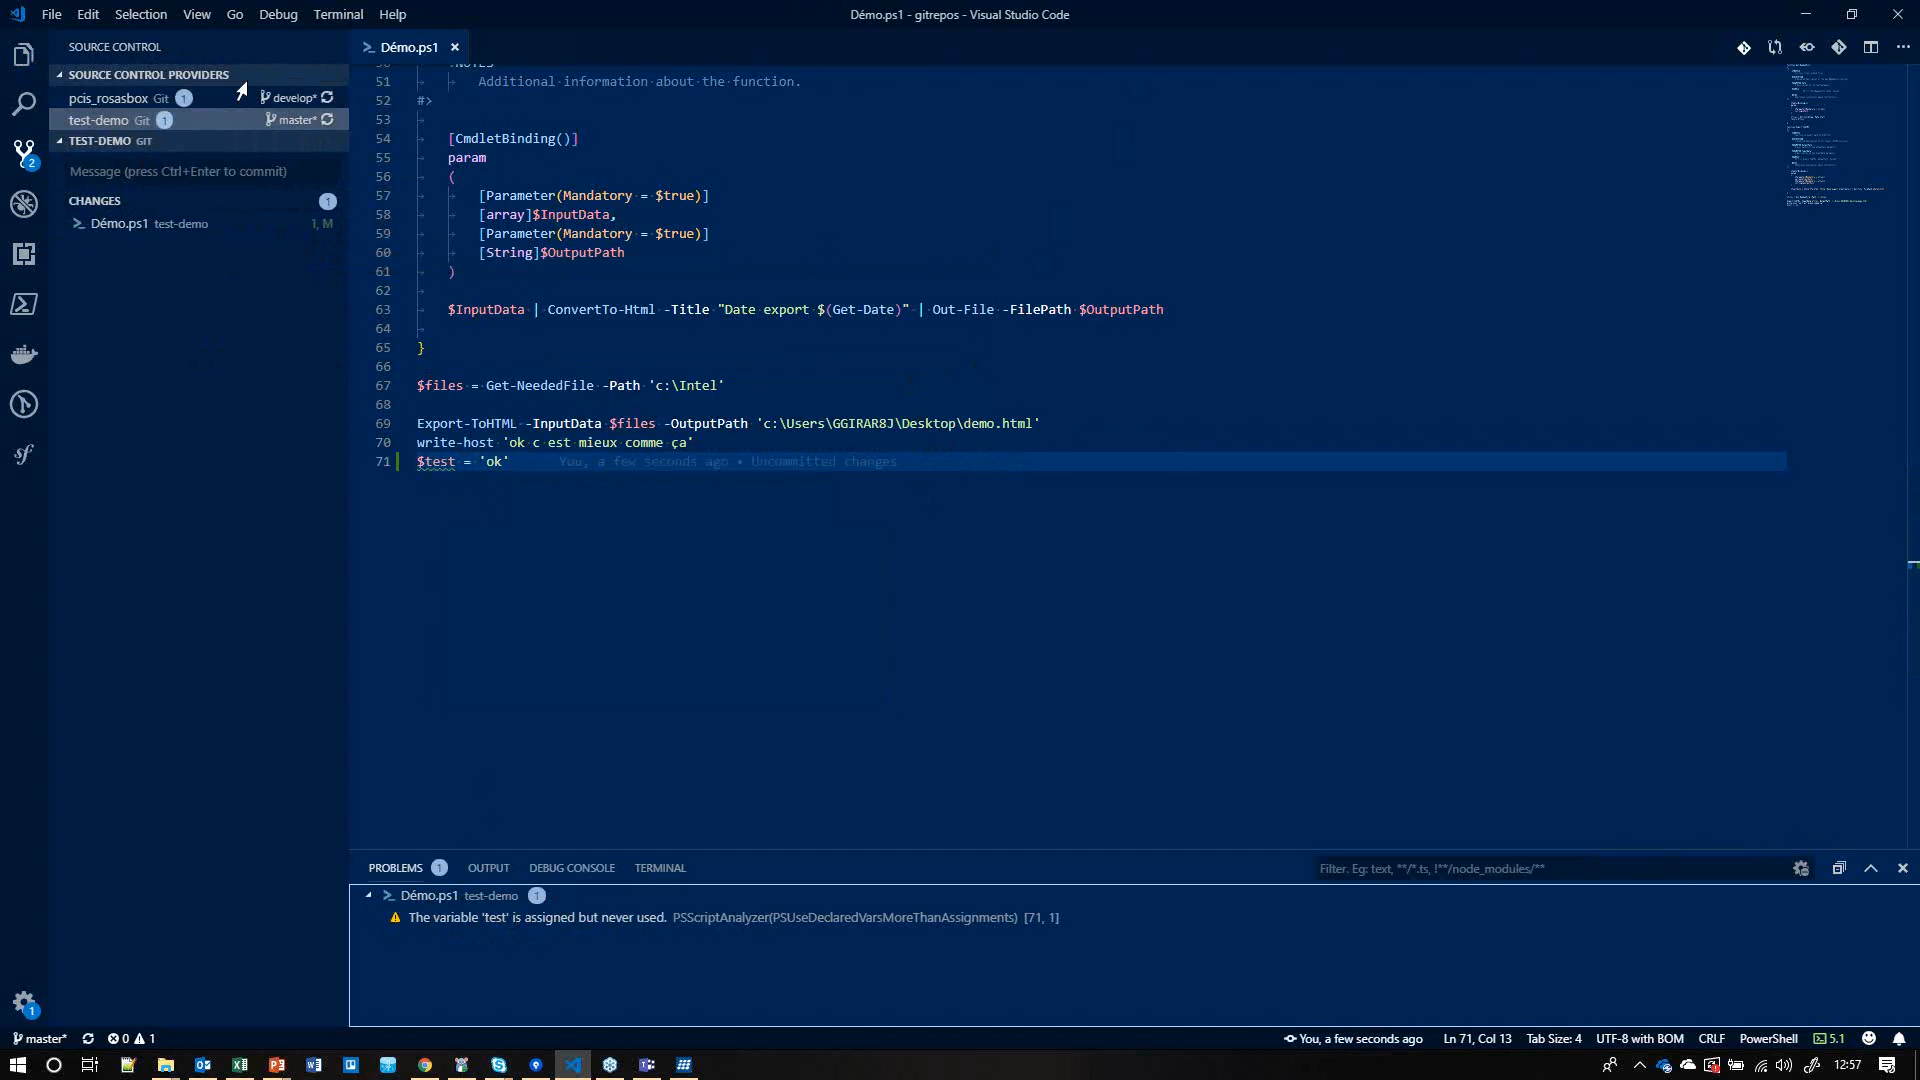 File Edit Selection View Go Debug Terminal Help
Démo.ps1 - gitrepos - Visual Studio Code
SOURCE CONTROL
SOURCE CONTROL PROVIDERS
pcis_rosasbox Git 1 develop*
test-demo Git 1 master*
TEST-DEMO GIT
Message (press Ctrl+Enter to commit)
CHANGES 1
Démo.ps1 test-demo 1, M
2
1
Démo.ps1
.NOTES
51 Additional information about the function.
52 #>
53
54 [CmdletBinding()]
55 param
56 (
57 [Parameter(Mandatory = $true)]
58 [array]$InputData,
59 [Parameter(Mandatory = $true)]
60 [String]$OutputPath
61 )
62
63 $InputData | ConvertTo-Html -Title "Date export $(Get-Date)" | Out-File -FilePath $OutputPath
64
65 }
66
67 $files = Get-NeededFile -Path 'c:\Intel'
68
69 Export-ToHTML -InputData $files -OutputPath 'c:\Users\GGIRAR8J\Desktop\demo.html'
70 write-host 'ok c est mieux comme ça'
71 $test = 'ok' You, a few seconds ago • Uncommitted changes
PROBLEMS 1 OUTPUT DEBUG CONSOLE TERMINAL
Filter. Eg: text, **/*.ts, !**/node_modules/**
Démo.ps1 test-demo 1
The variable 'test' is assigned but never used. PSScriptAnalyzer(PSUseDeclaredVarsMoreThanAssignments) [71, 1]
master* 0 1
You, a few seconds ago Ln 71, Col 13 Tab Size: 4 UTF-8 with BOM CRLF PowerShell 5.1
12:57